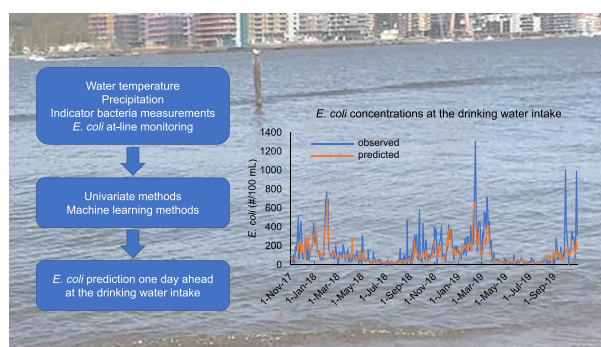 Water temperature
Precipitation
Indicator bacteria measurements
E. coli at-line monitoring
Univariate methods
Machine learning methods
E. coli prediction one day ahead
at the drinking water intake
E. coli concentrations at the drinking water intake
observed
predicted
E. coli (#/100 mL)
1400
1200
1000
800
600
400
200
0
1-Nov-17
1-Jan-18
1-Mar-18
1-May-18
1-Jul-18
1-Sep-18
1-Nov-18
1-Jan-19
1-Mar-19
1-May-19
1-Jul-19
1-Sep-19